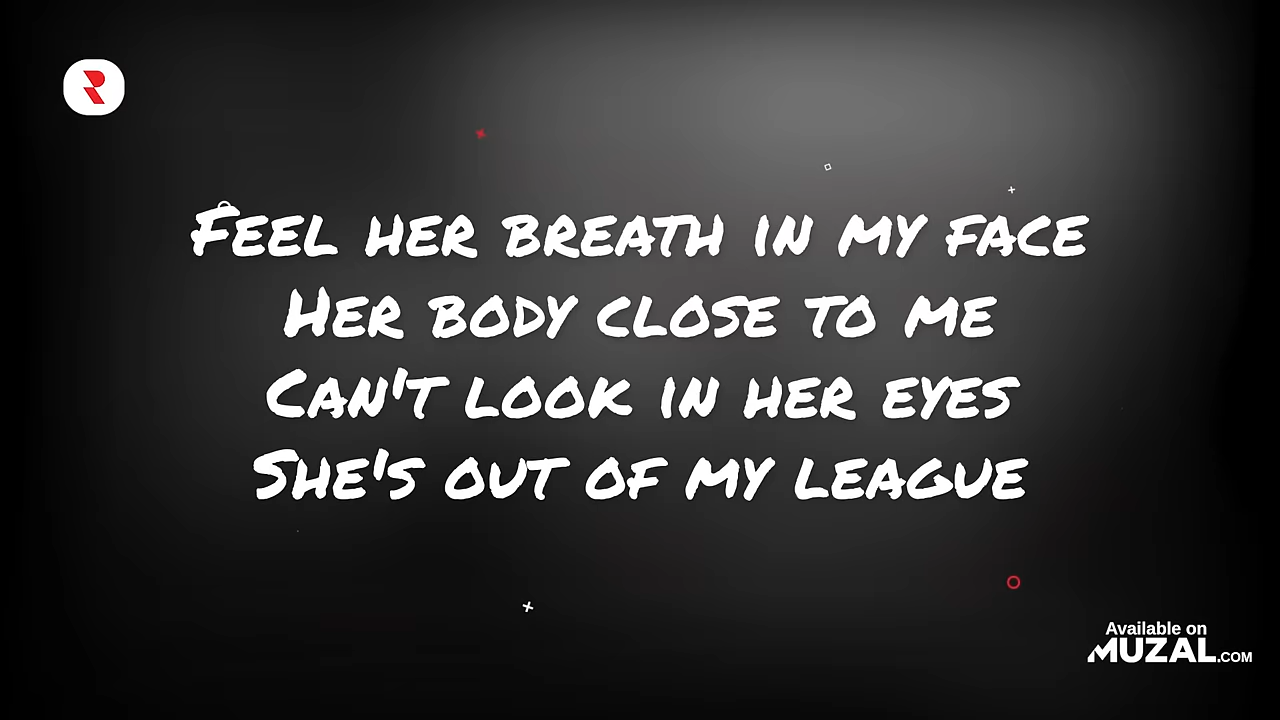 Feel her breath in my face
Her body close to me
Can't look in her eyes
She's out of my league
Available on
MUZAL.COM